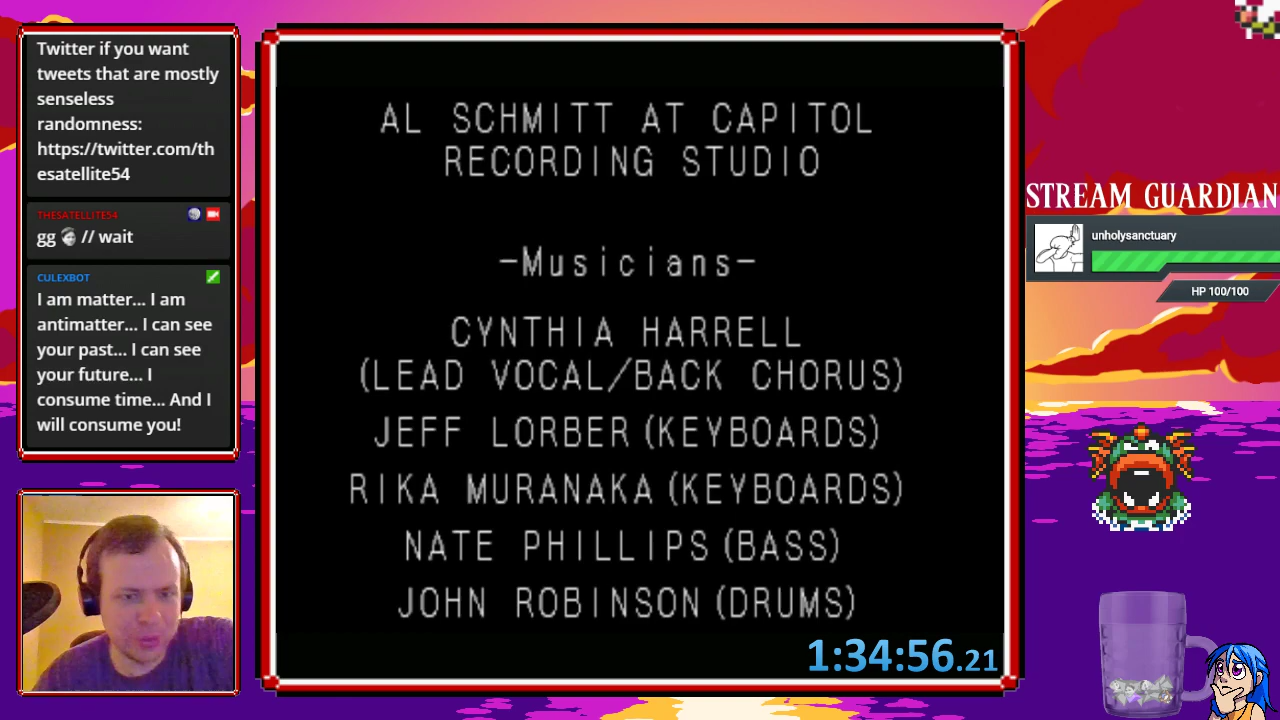 Twitter if you want
tweets that are mostly
senseless
randomness:
https://twitter.com/th
esatellite54
THESATELLITE54
gg // wait
CULEXBOT
I am matter... I am
antimatter... I can see
your past... I can see
your future... I
consume time... And I
will consume you!
AL SCHMITT AT CAPITOL
RECORDING STUDIO
-Musicians-
CYNTHIA HARRELL
(LEAD VOCAL/BACK CHORUS)
JEFF LORBER(KEYBOARDS)
RIKA MURANAKA(KEYBOARDS)
NATE PHILLIPS(BASS)
JOHN ROBINSON(DRUMS)
1:34:56.21
STREAM GUARDIAN
unholysanctuary
HP 100/100